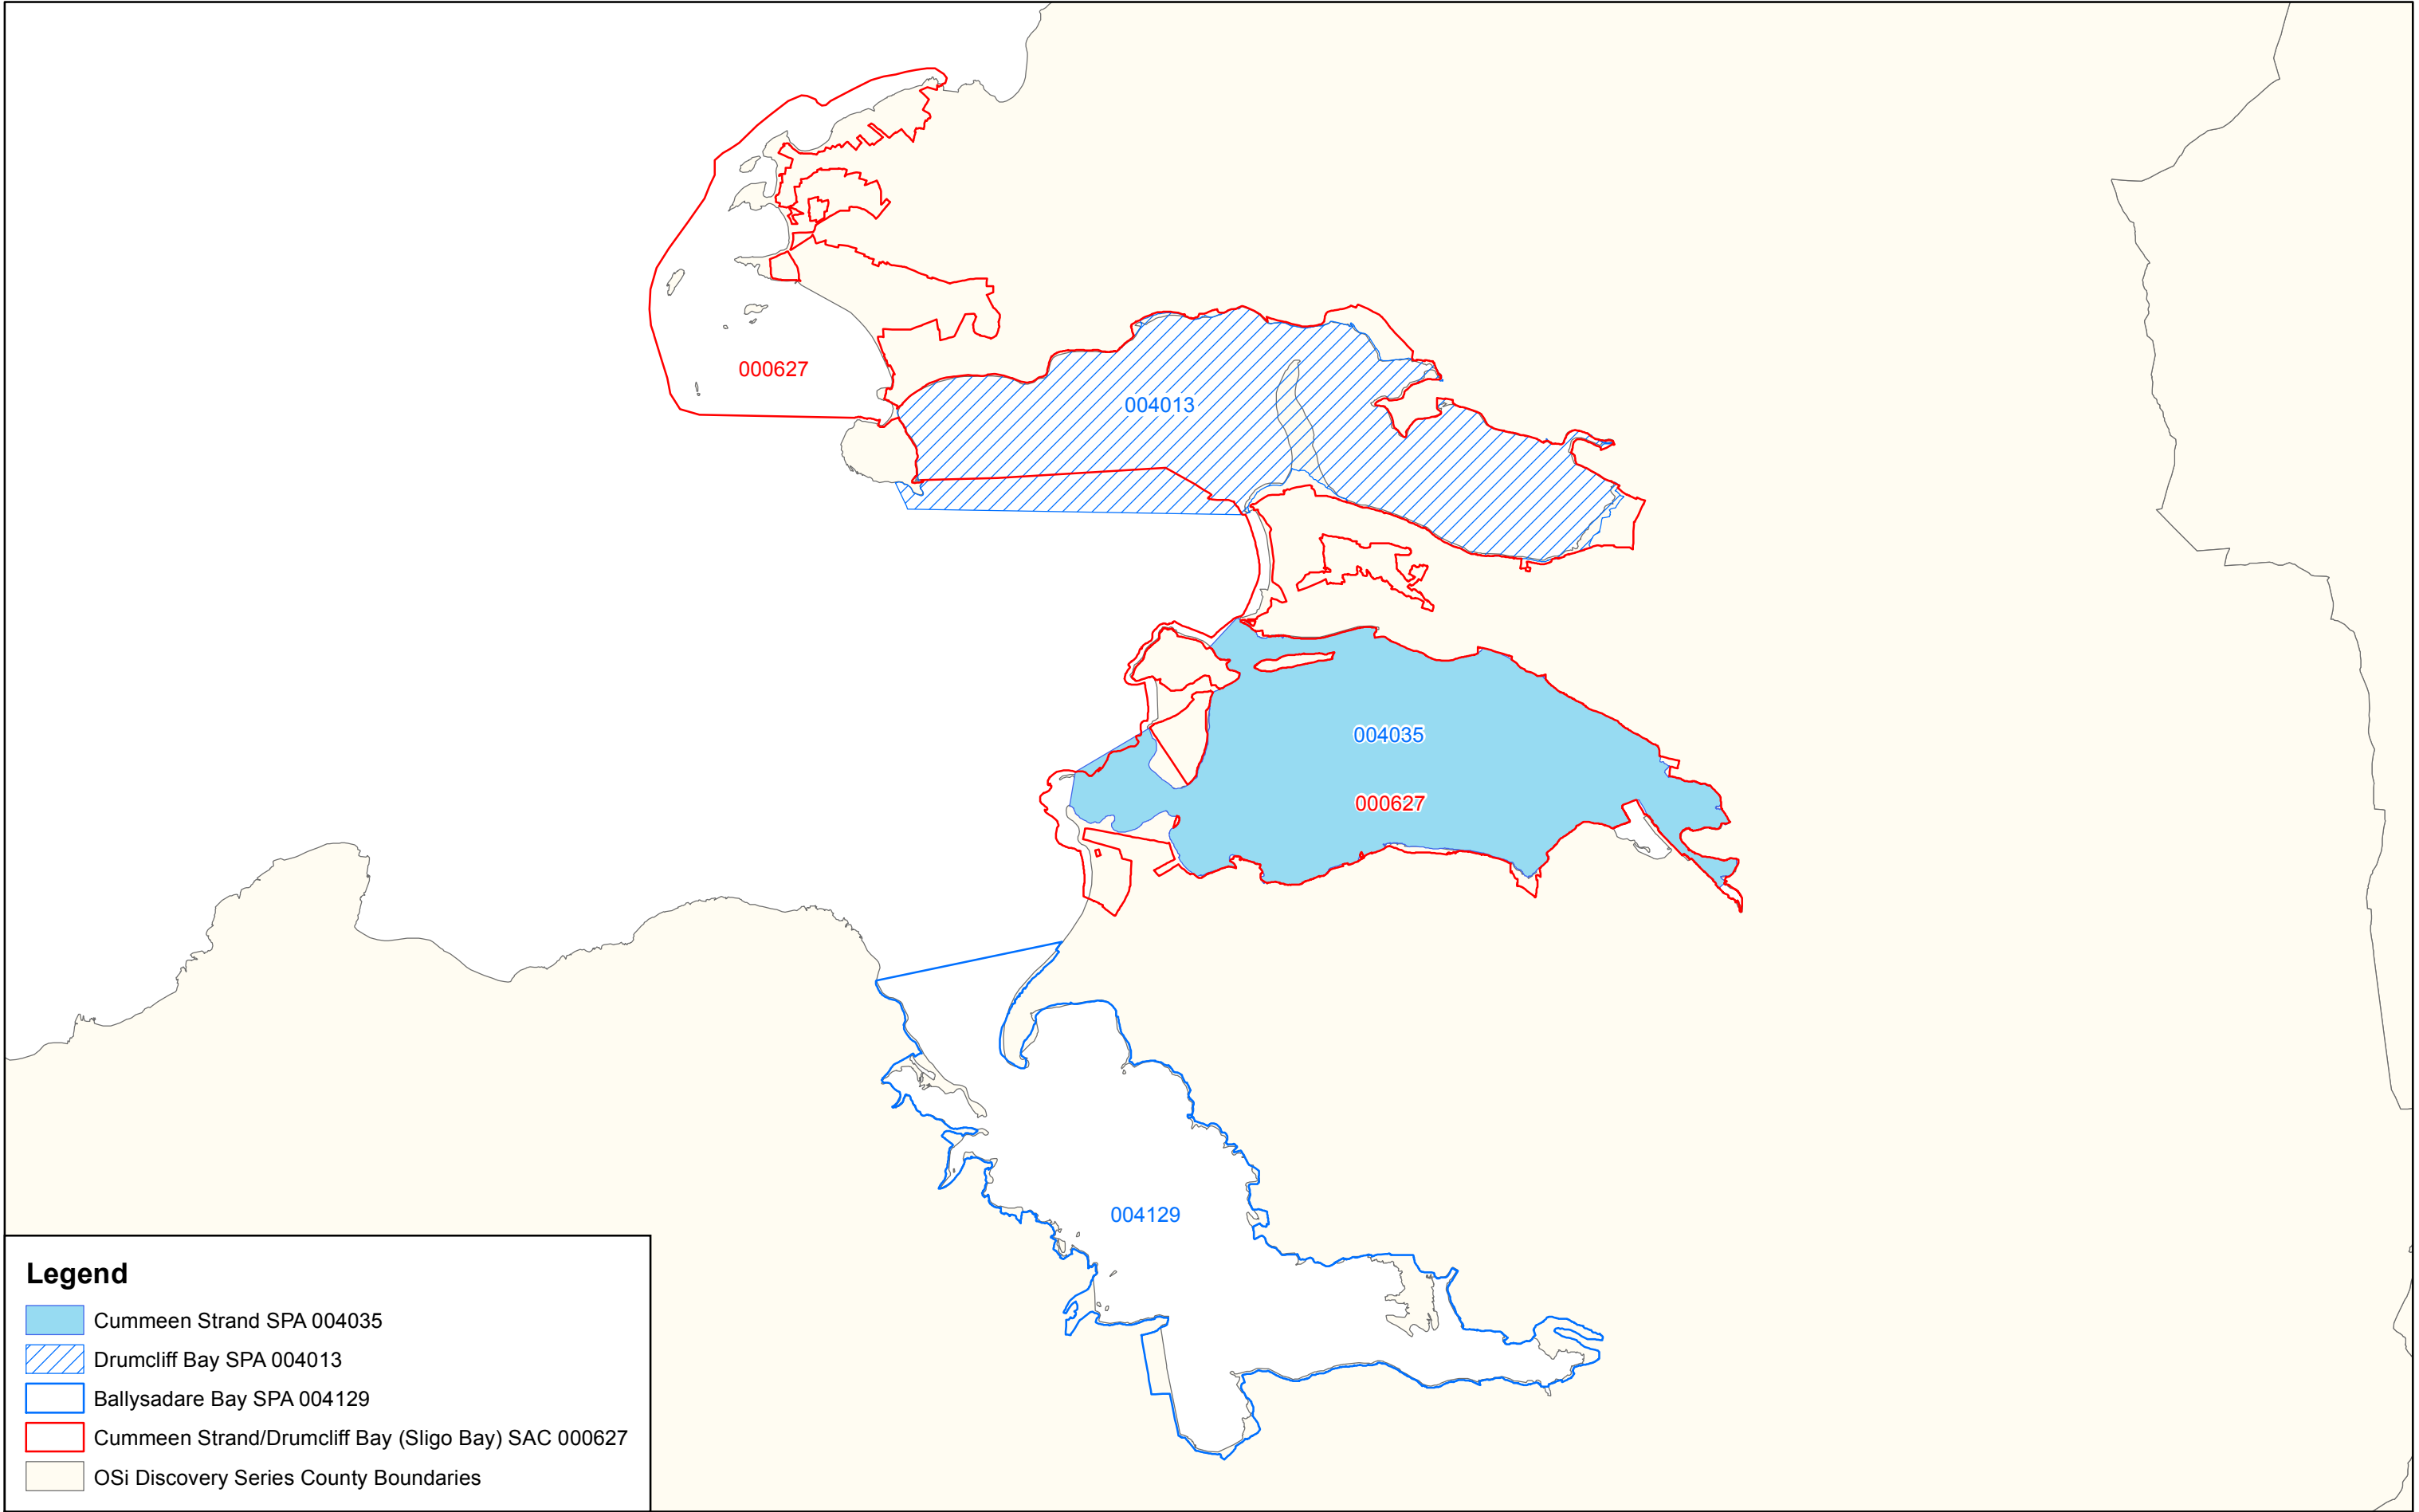 000627
004013
004035
000627
004129
Legend
Cummeen Strand SPA 004035
Drumcliff Bay SPA 004013
Ballysadare Bay SPA 004129
Cummeen Strand/Drumcliff Bay (Sligo Bay) SAC 000627
OSi Discovery Series County Boundaries